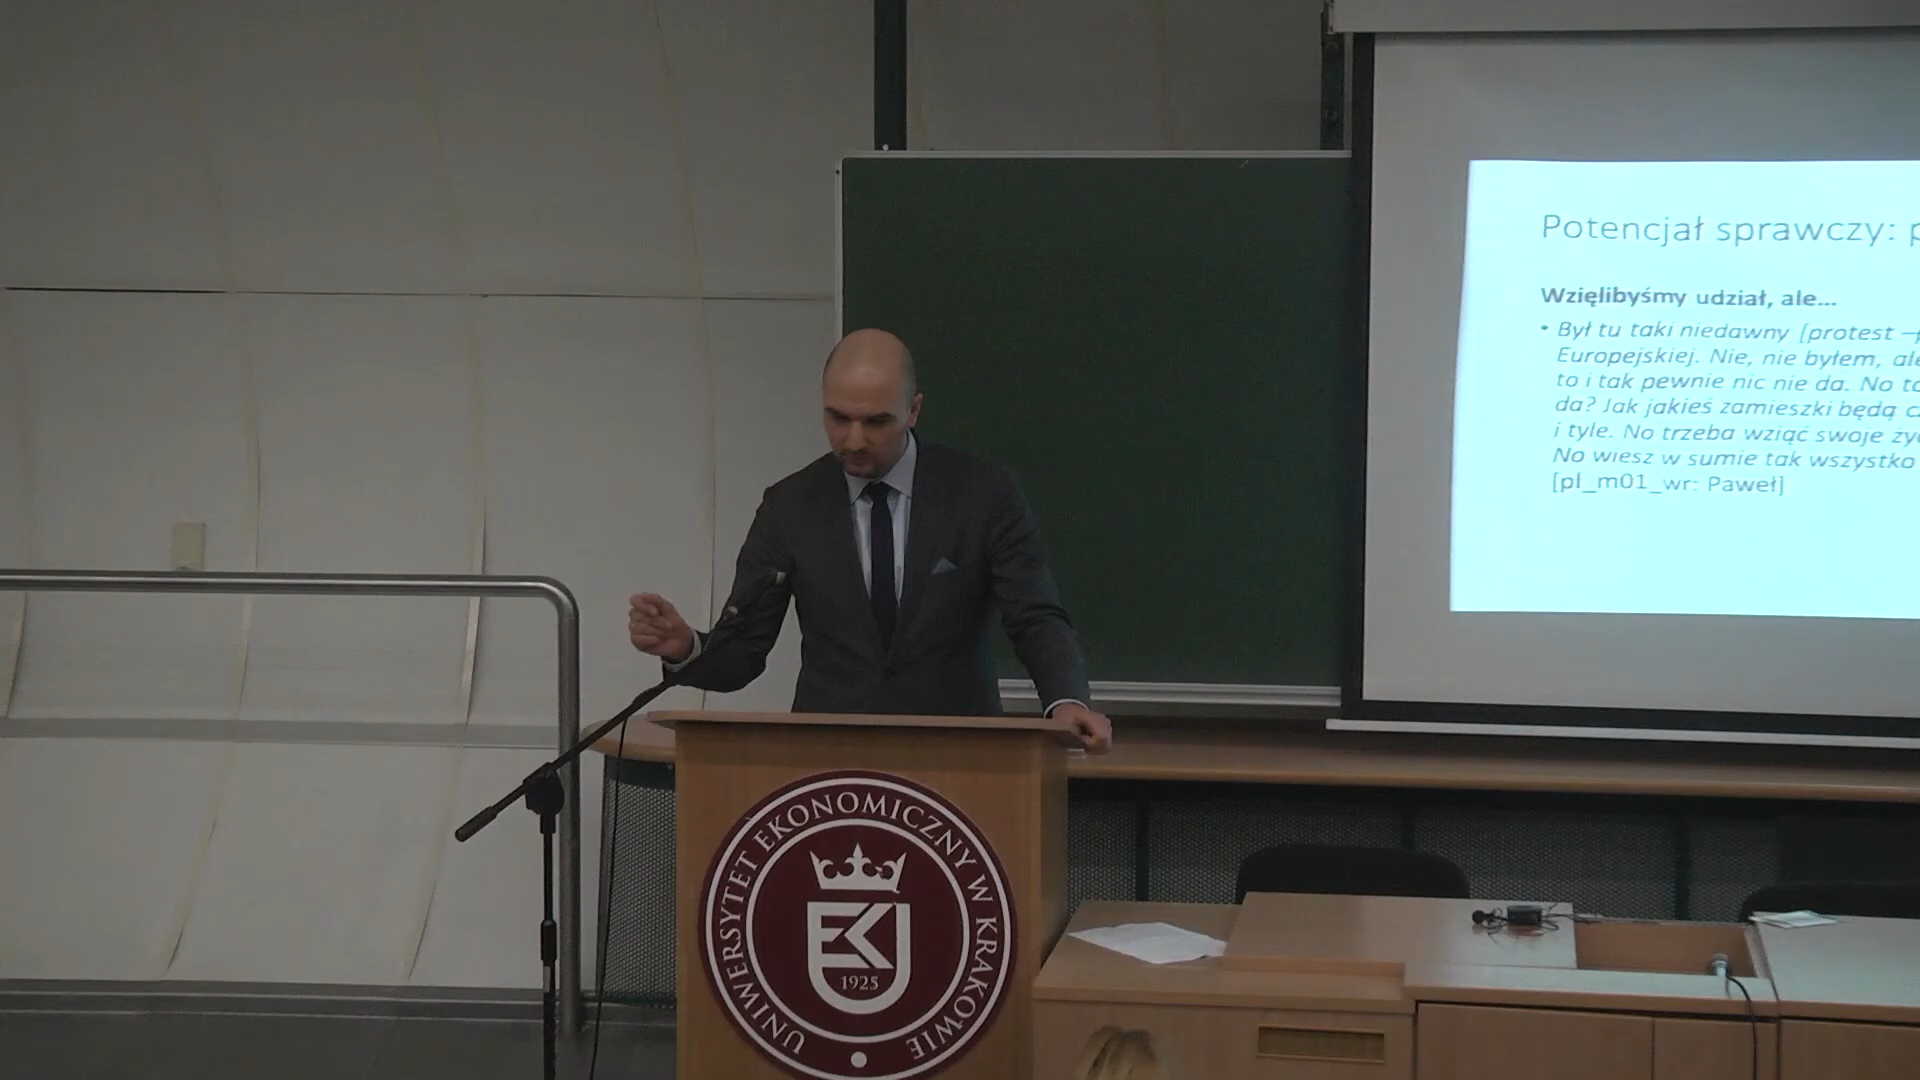 Potencjał sprawczy:
Wzięlibyśmy udział, ale...
• Był tu taki niedawny [protest –
Europejskiej. Nie, nie byłem, ale
to i tak pewnie nic nie da. No
da? Jak jakieś zamieszki będą
i tyle. No trzeba wziąć swoje
No wiesz w sumie tak wszystko
[pl_m01_wr: Paweł]
UNIWERSYTET EKONOMICZNY W KRAKOWIE
1925